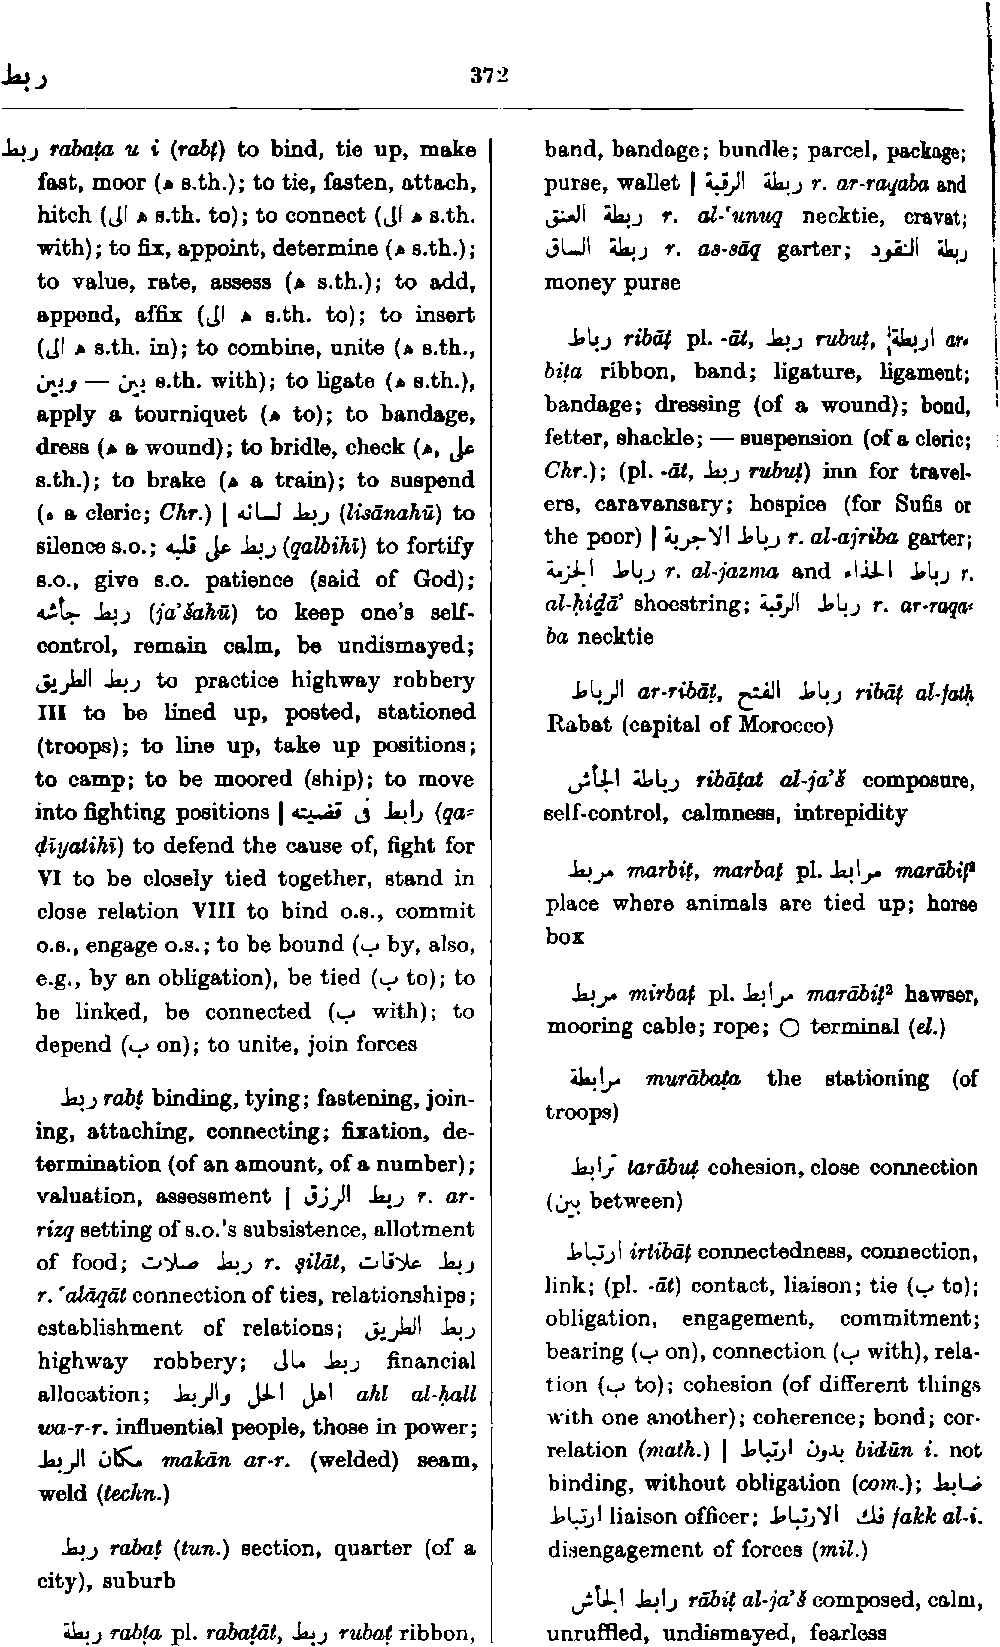 ربط
372
ربط rabaṭa u i (rabṭ) to bind, tie up, make
fast, moor (ه s.th.); to tie, fasten, attach,
hitch (ه الى s.th. to); to connect (ه الى s.th.
with); to fix, appoint, determine (ه s.th.);
to value, rate, assess (ه s.th.); to add,
append, affix (ه الى s.th. to); to insert
(ه الى s.th. in); to combine, unite (ه s.th.,
بين — وبين s.th. with); to ligate (ه s.th.),
apply a tourniquet (ه to); to bandage,
dress (ه a wound); to bridle, check (ه, على
s.th.); to brake (ه a train); to suspend
(ه a cleric; Chr.) | ربط لسانه (lisānahū) to
silence s.o.; ربط على قلبه (qalbihī) to fortify
s.o., give s.o. patience (said of God);
ربط جأشه (ja’šahū) to keep one's self-
control, remain calm, be undismayed;
ربط الطريق to practice highway robbery
III to be lined up, posted, stationed
(troops); to line up, take up positions;
to camp; to be moored (ship); to move
into fighting positions | رابط فى قضيته (qa-
ḍīyatihī) to defend the cause of, fight for
VI to be closely tied together, stand in
close relation VIII to bind o.s., commit
o.s., engage o.s.; to be bound (ب by, also,
e.g., by an obligation), be tied (ب to); to
be linked, be connected (ب with); to
depend (ب on); to unite, join forces
ربط rabṭ binding, tying; fastening, join-
ing, attaching, connecting; fixation, de-
termination (of an amount, of a number);
valuation, assessment | ربط الرزق r. ar-
rizq setting of s.o.'s subsistence, allotment
of food; ربط صلات r. ṣilāt, ربط علاقات
r. ‘alāqāt connection of ties, relationships;
establishment of relations; ربط الطريق
highway robbery; ربط مال financial
allocation; اهل الحل والربط ahl al-ḥall
wa-r-r. influential people, those in power;
مكان الربط makān ar-r. (welded) seam,
weld (techn.)
ربط rabaṭ (tun.) section, quarter (of a
city), suburb
ربطة rabṭa pl. rabaṭāt, ربط rubaṭ ribbon,
band, bandage; bundle; parcel, package;
purse, wallet | ربطة الرقبة r. ar-raqaba and
ربطة العنق r. al-‘unuq necktie, cravat;
ربطة الساق r. as-sāq garter; ربطة النقود
money purse
رباط ribāṭ pl. -āt, ربط rubuṭ, اربطة ar-
biṭa ribbon, band; ligature, ligament;
bandage; dressing (of a wound); bond,
fetter, shackle; — suspension (of a cleric;
Chr.); (pl. -āt, ربط rubuṭ) inn for travel-
ers, caravansary; hospice (for Sufis or
the poor) | رباط الاجربة r. al-ajriba garter;
رباط الجزمة r. al-jazma and رباط الحذاء r.
al-ḥiḏā’ shoestring; رباط الرقبة r. ar-raqa-
ba necktie
الرباط ar-ribāṭ, رباط الفتح ribāṭ al-fatḥ
Rabat (capital of Morocco)
رباطة الجأش ribāṭat al-ja’š composure,
self-control, calmness, intrepidity
مربط marbiṭ, marbaṭ pl. مرابط marābiṭ²
place where animals are tied up; horse
box
مربط mirbaṭ pl. مرابط marābiṭ² hawser,
mooring cable; rope; ○ terminal (el.)
مرابطة murābaṭa the stationing (of
troops)
ترابط tarābuṭ cohesion, close connection
(بين between)
ارتباط irtibāṭ connectedness, connection,
link; (pl. -āt) contact, liaison; tie (ب to);
obligation, engagement, commitment;
bearing (ب on), connection (ب with), rela-
tion (ب to); cohesion (of different things
with one another); coherence; bond; cor-
relation (math.) | بدون ارتباط bidūn i. not
binding, without obligation (com.); ضابط
ارتباط liaison officer; فك الارتباط fakk al-i.
disengagement of forces (mil.)
رابط الجأش rābiṭ al-ja’š composed, calm,
unruffled, undismayed, fearless